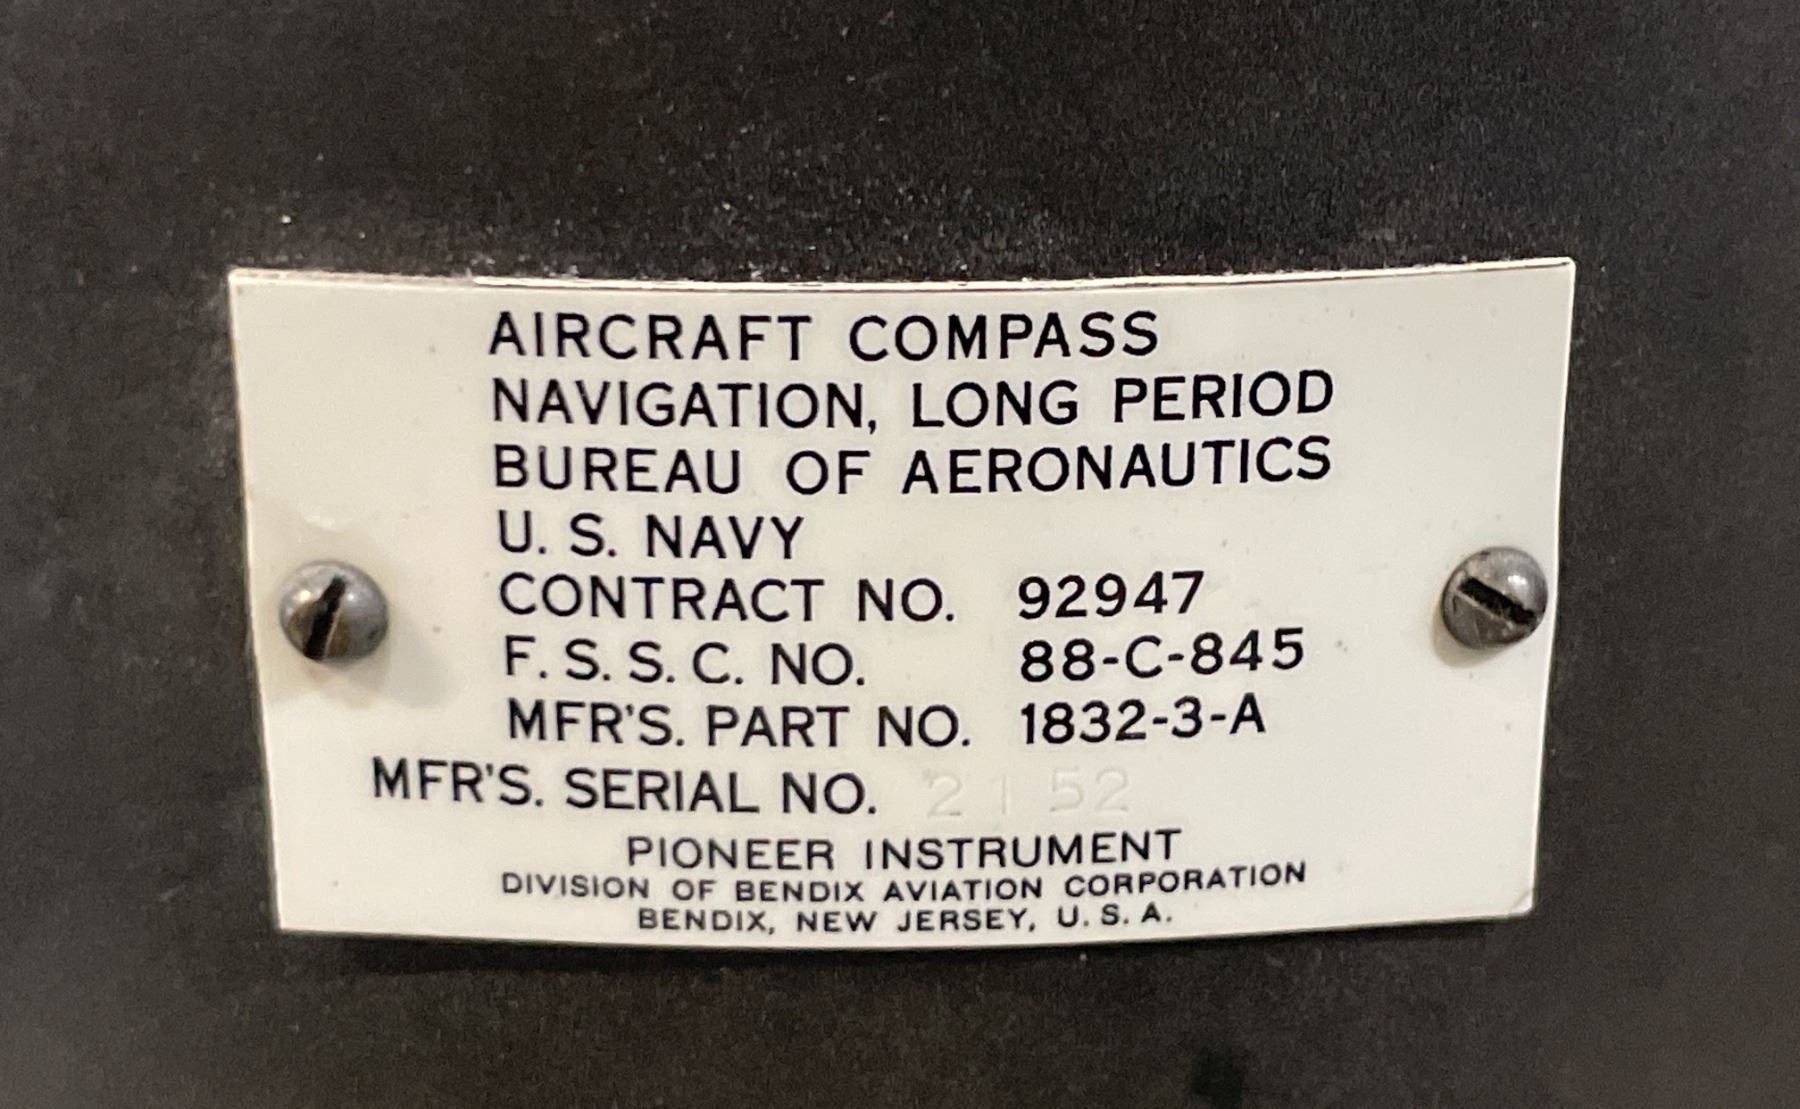 AIRCRAFT COMPASS
NAVIGATION, LONG PERIOD
BUREAU OF AERONAUTICS
U. S. NAVY
CONTRACT NO. 92947
F. S. S. C. NO. 88-C-845
MFR'S. PART NO. 1832-3-A
MFR'S. SERIAL NO. 2152
PIONEER INSTRUMENT
DIVISION OF BENDIX AVIATION CORPORATION
BENDIX, NEW JERSEY, U. S. A.